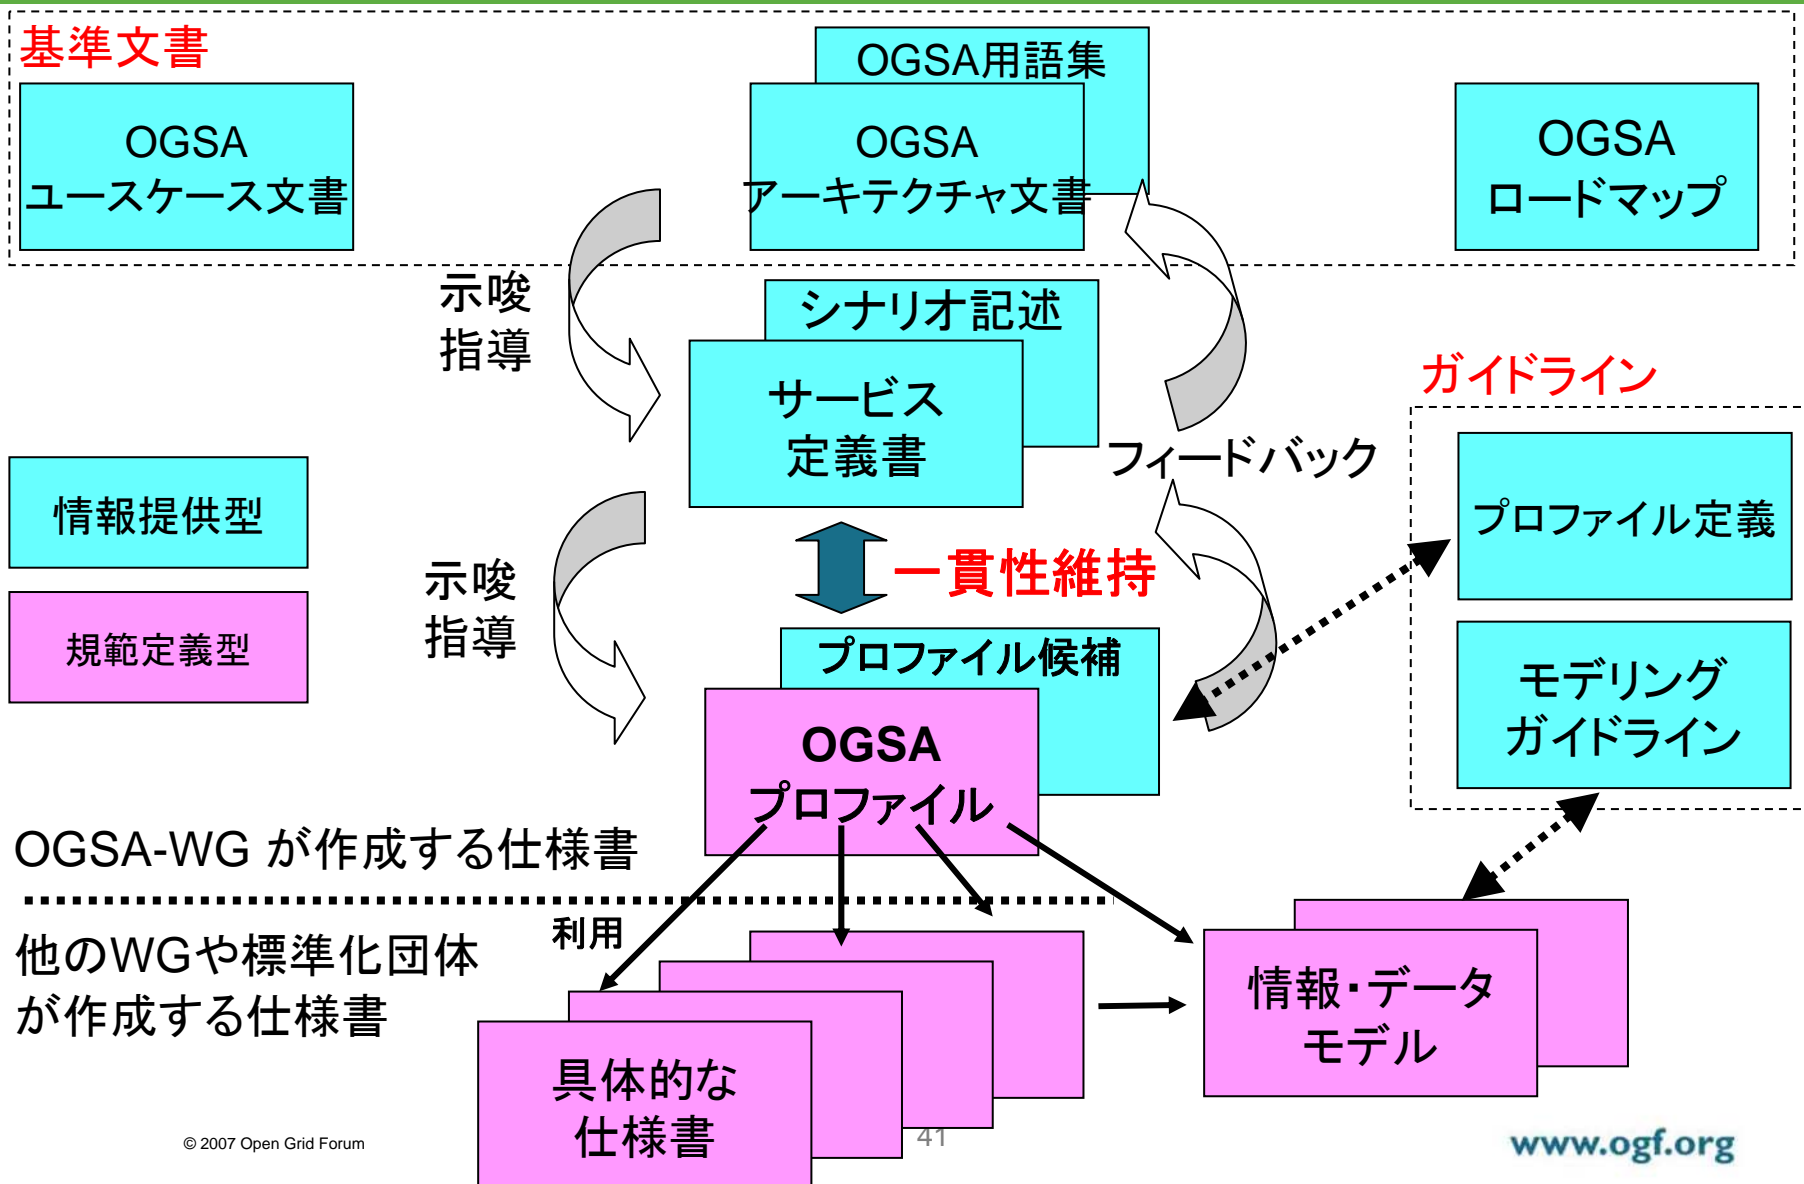 基準文書
OGSA用語集
OGSA
ユースケース文書
OGSA
アーキテクチャ文書
OGSA
ロードマップ
示唆
指導
シナリオ記述
サービス
定義書
ガイドライン
フィードバック
プロファイル定義
情報提供型
一貫性維持
示唆
指導
規範定義型
プロファイル候補
モデリング
ガイドライン
OGSA
プロファイル
OGSA-WG が作成する仕様書
利用
他のWGや標準化団体
が作成する仕様書
情報・データ
モデル
具体的な
仕様書
© 2007 Open Grid Forum
41
www.ogf.org